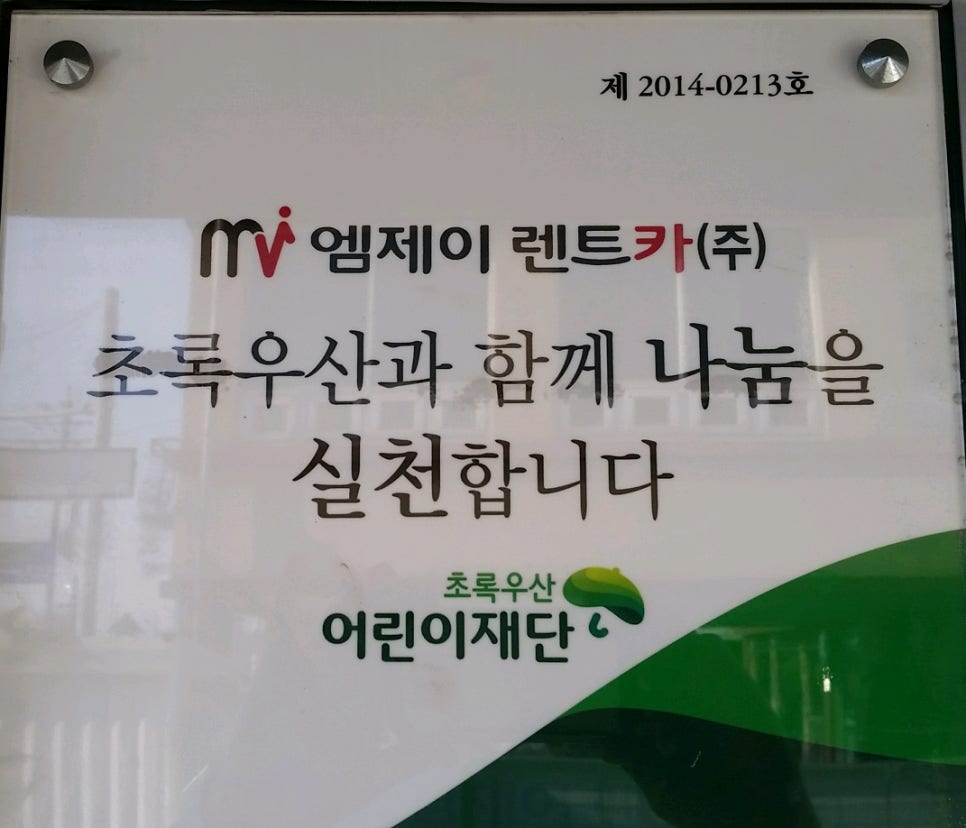 제 2014-0213호
mj 엠제이 렌트카(주)
초록우산과 함께 나눔을
실천합니다
초록우산
어린이재단